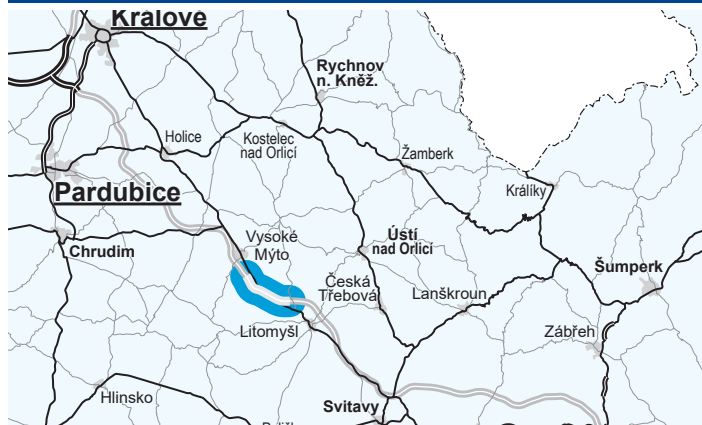 Králové
Rychnov
n. Kněž.
Holice
Kostelec
nad Orlicí
Žamberk
Králíky
Pardubice
Chrudim
Vysoké
Mýto
Ústí
nad Orlicí
Česká
Třebová
Lanškroun
Šumperk
Litomyšl
Zábřeh
Hlinsko
Svitavy